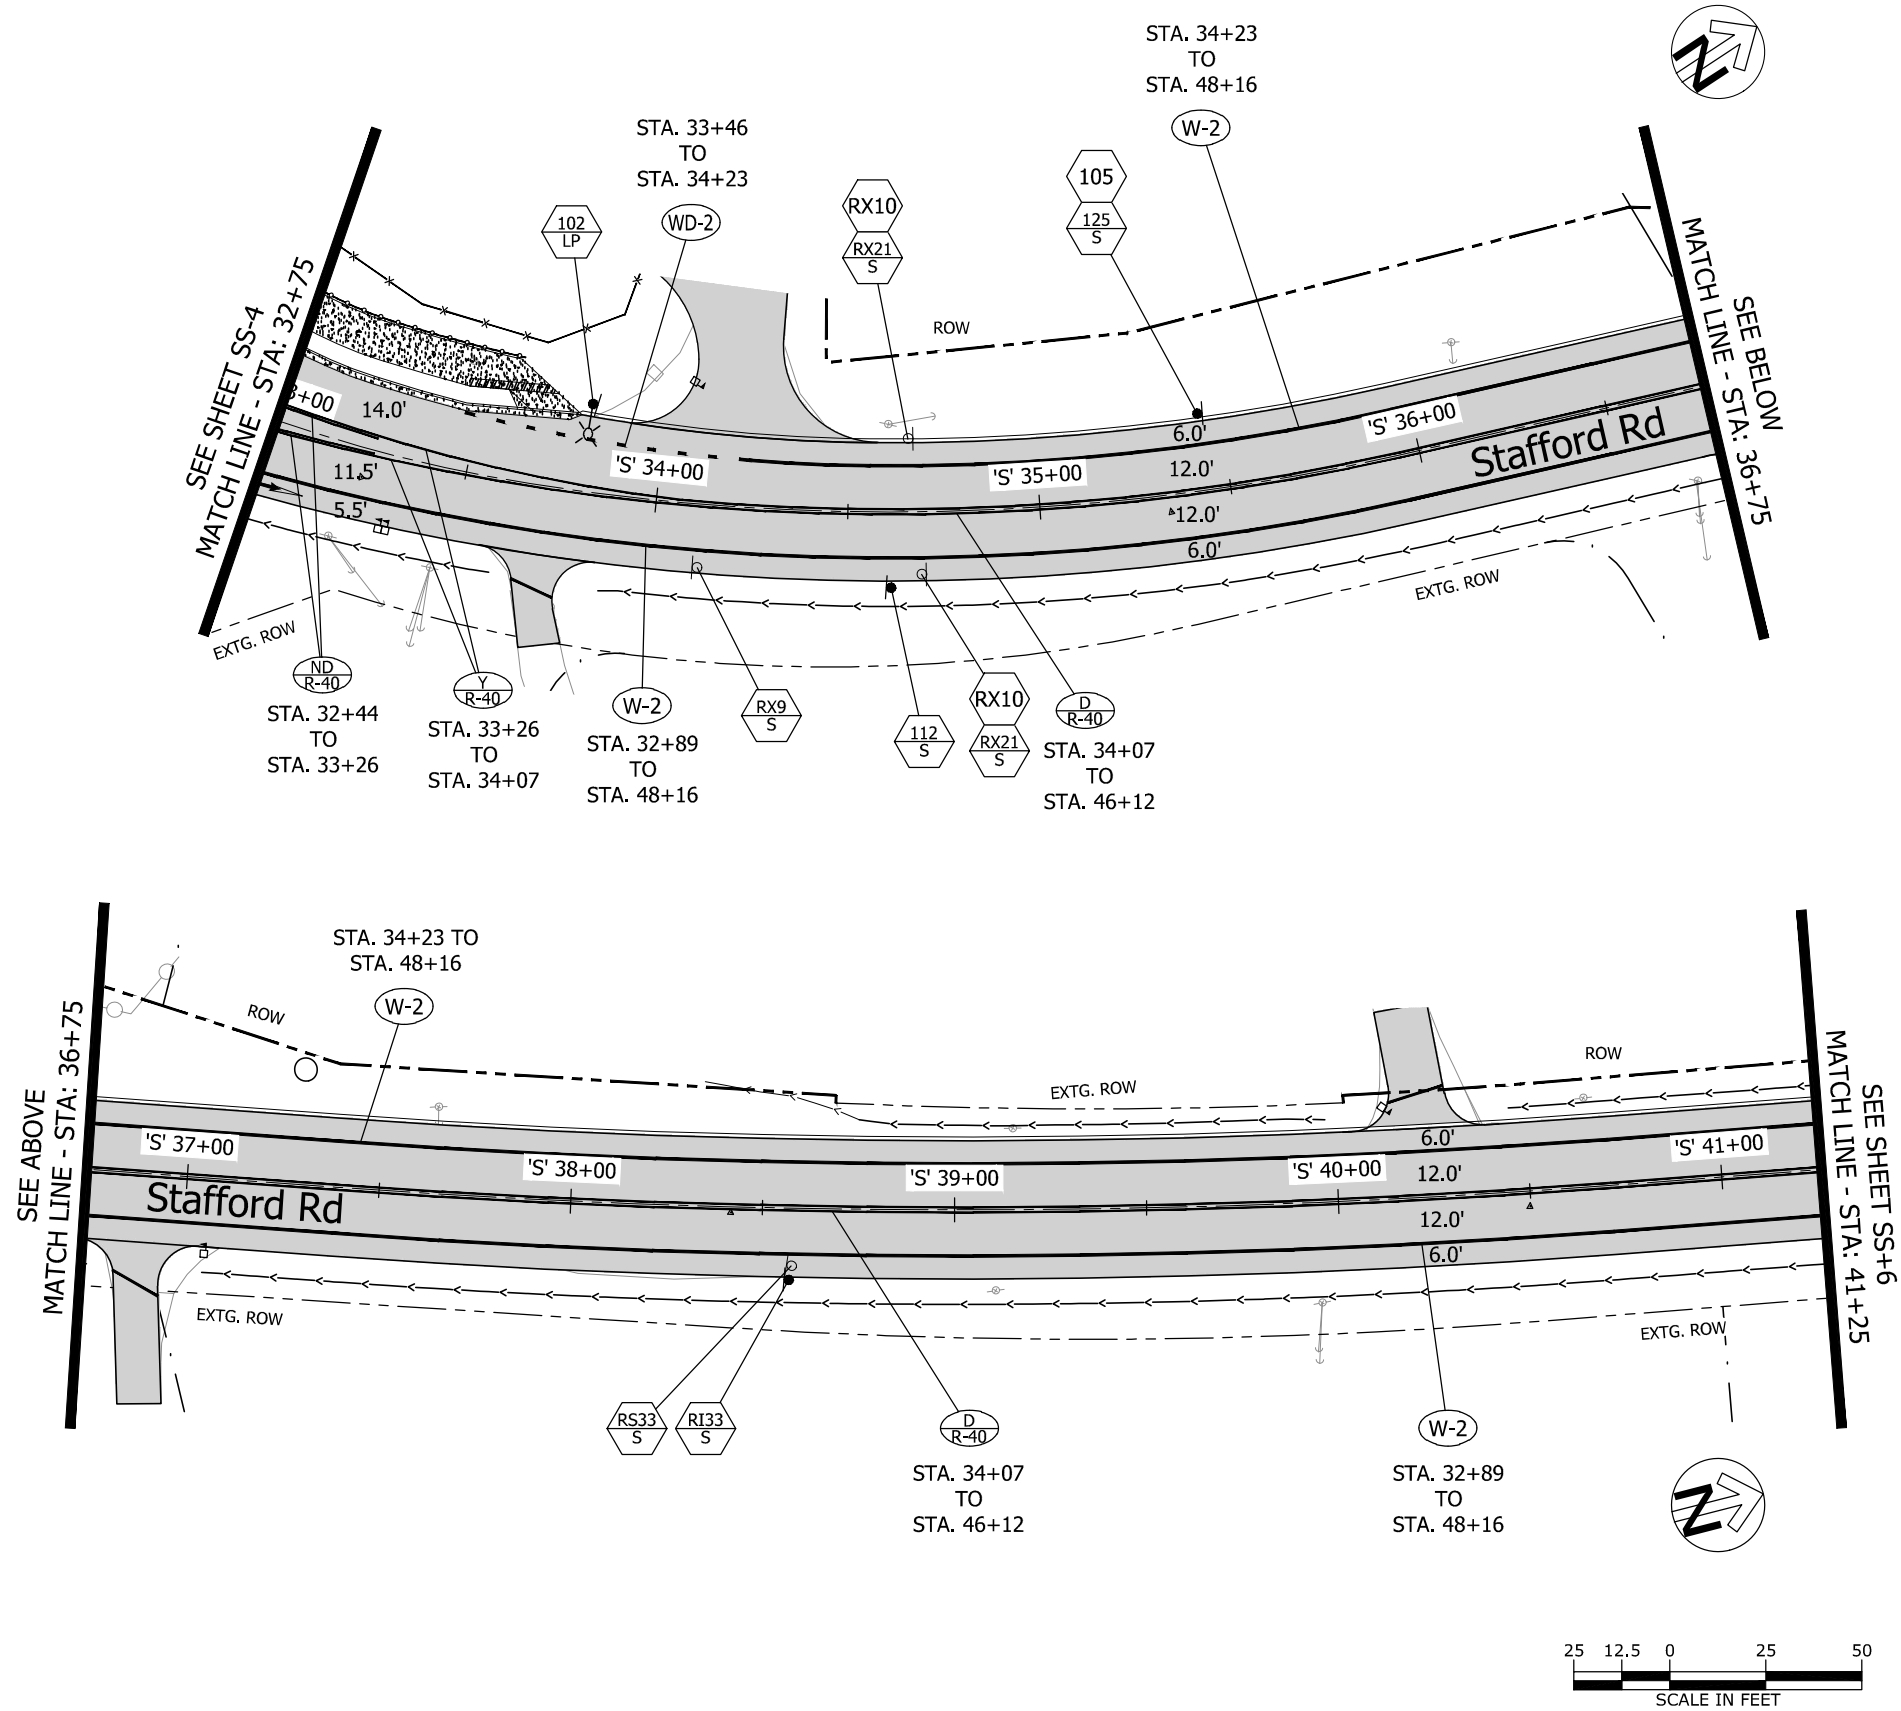 STA. 34+23
TO
STA. 48+16
W-2
N
STA. 33+46
TO
STA. 34+23
WD-2
102
LP
RX10
RX21
S
105
125
S
SEE SHEET SS-4
MATCH LINE - STA: 32+75
SEE BELOW
MATCH LINE - STA: 36+75
ROW
3+00
14.0'
11.5'
5.5'
'S' 34+00
'S' 35+00
'S' 36+00
6.0'
12.0'
12.0'
6.0'
Stafford Rd
EXTG. ROW
EXTG. ROW
ND
R-40
STA. 32+44
TO
STA. 33+26
Y
R-40
STA. 33+26
TO
STA. 34+07
W-2
STA. 32+89
TO
STA. 48+16
RX9
S
112
S
RX10
RX21
S
D
R-40
STA. 34+07
TO
STA. 46+12
STA. 34+23 TO
STA. 48+16
W-2
SEE ABOVE
MATCH LINE - STA: 36+75
ROW
EXTG. ROW
ROW
MATCH LINE - STA: 41+25
SEE SHEET SS+6
'S' 37+00
'S' 38+00
'S' 39+00
'S' 40+00
'S' 41+00
6.0'
12.0'
12.0'
6.0'
Stafford Rd
EXTG. ROW
EXTG. ROW
RS33
S
RI33
S
D
R-40
STA. 34+07
TO
STA. 46+12
W-2
STA. 32+89
TO
STA. 48+16
N
25 12.5 0 25 50
SCALE IN FEET